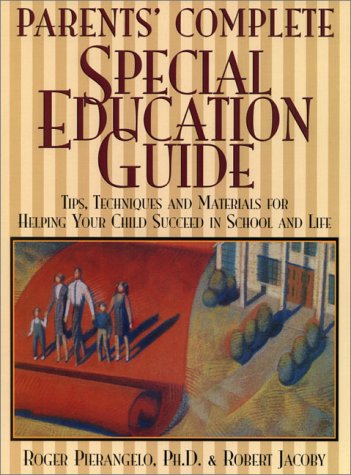 PARENTS' COMPLETE
SPECIAL
EDUCATION
GUIDE
TIPS, TECHNIQUES AND MATERIALS FOR
HELPING YOUR CHILD SUCCEED IN SCHOOL AND LIFE
ROGER PIERANGELO, PH.D. & ROBERT JACOBY